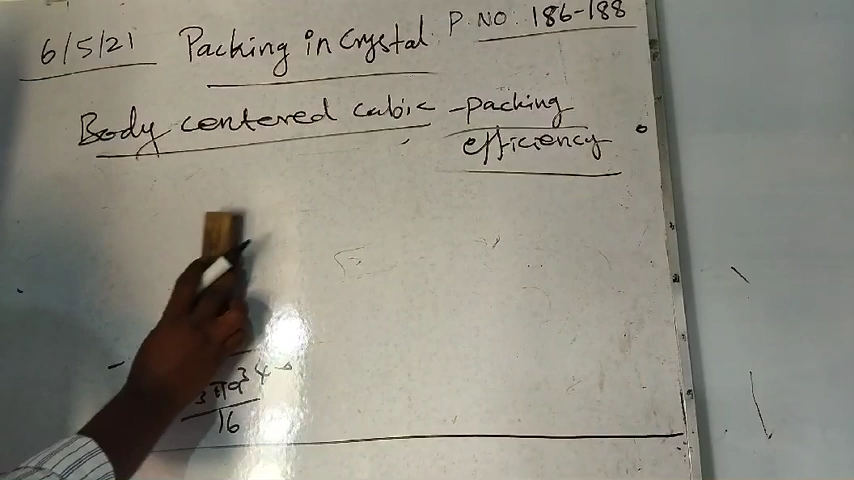 6/5/21 Packing in Crystal P.NO: 186-188
Body centered cubic - packing
efficiency
16